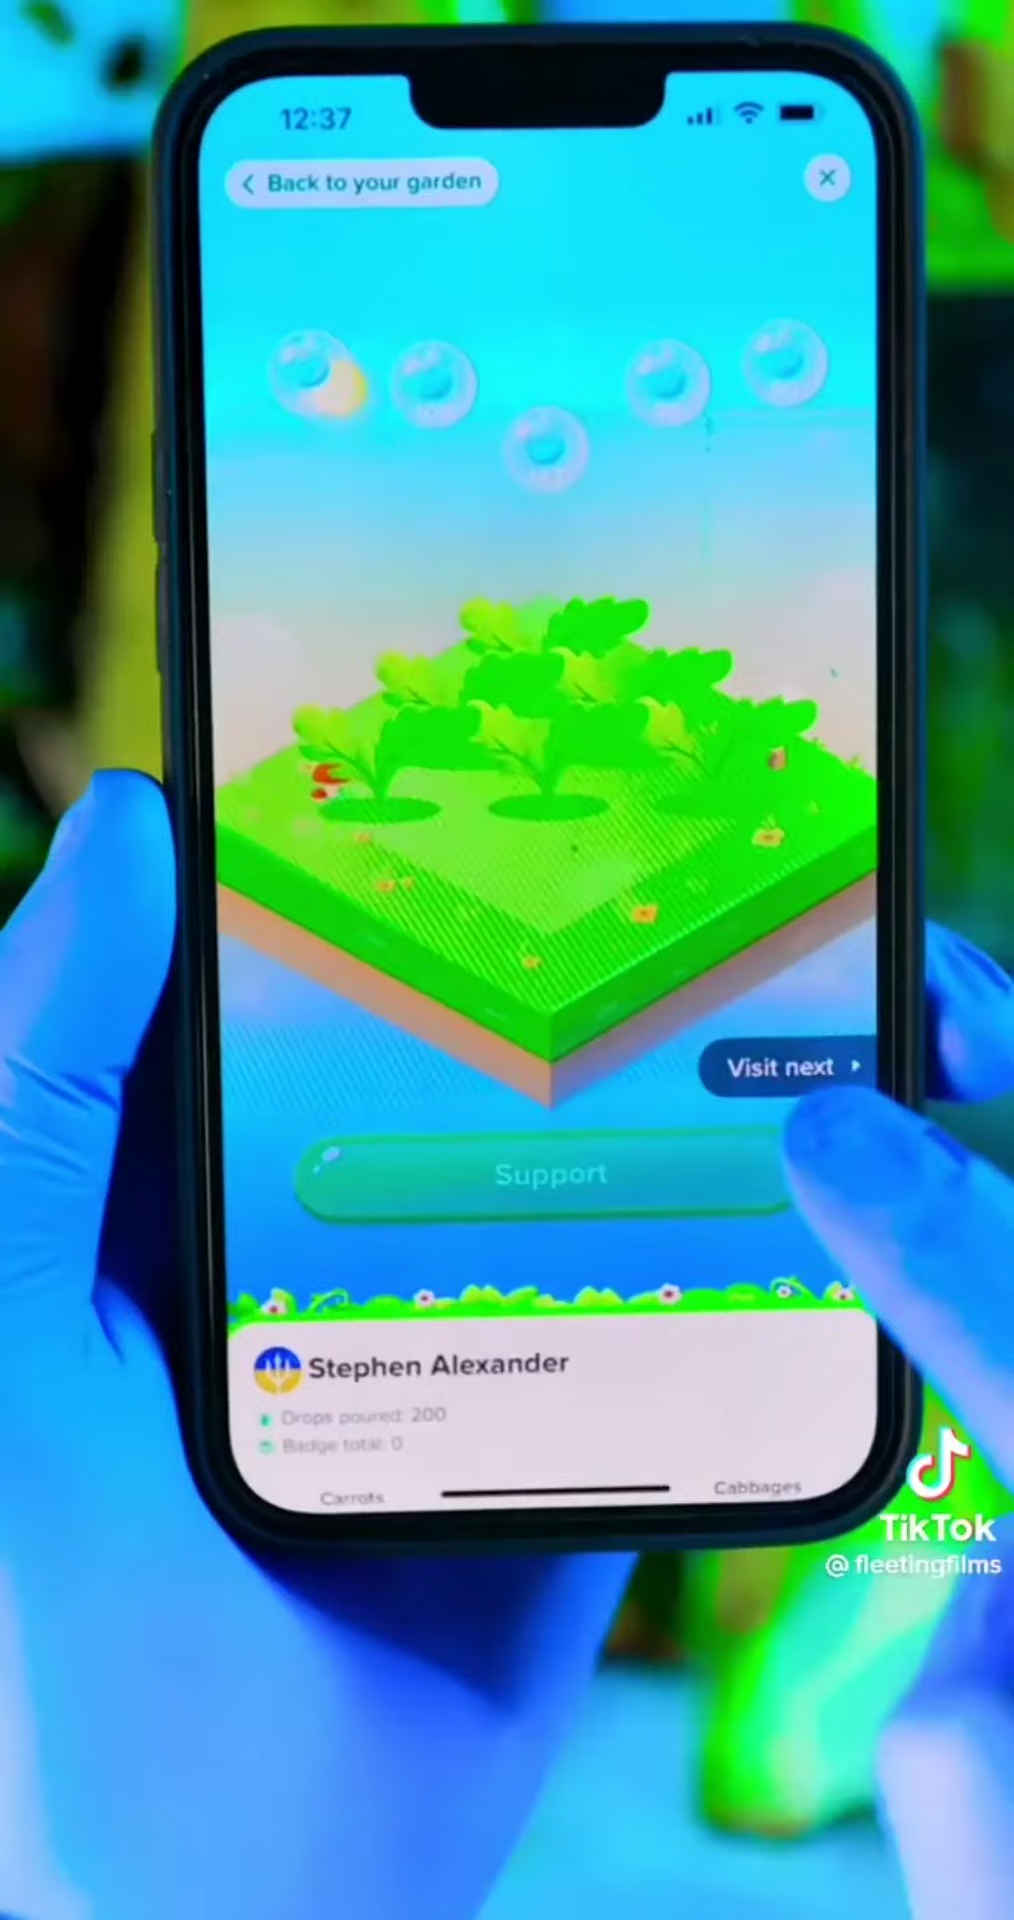 12:37
Back to your garden
Visit next
Support
Stephen Alexander
Drops poured: 200
Badge total: 0
Carrots
Cabbages
TikTok
@fleetingfilms